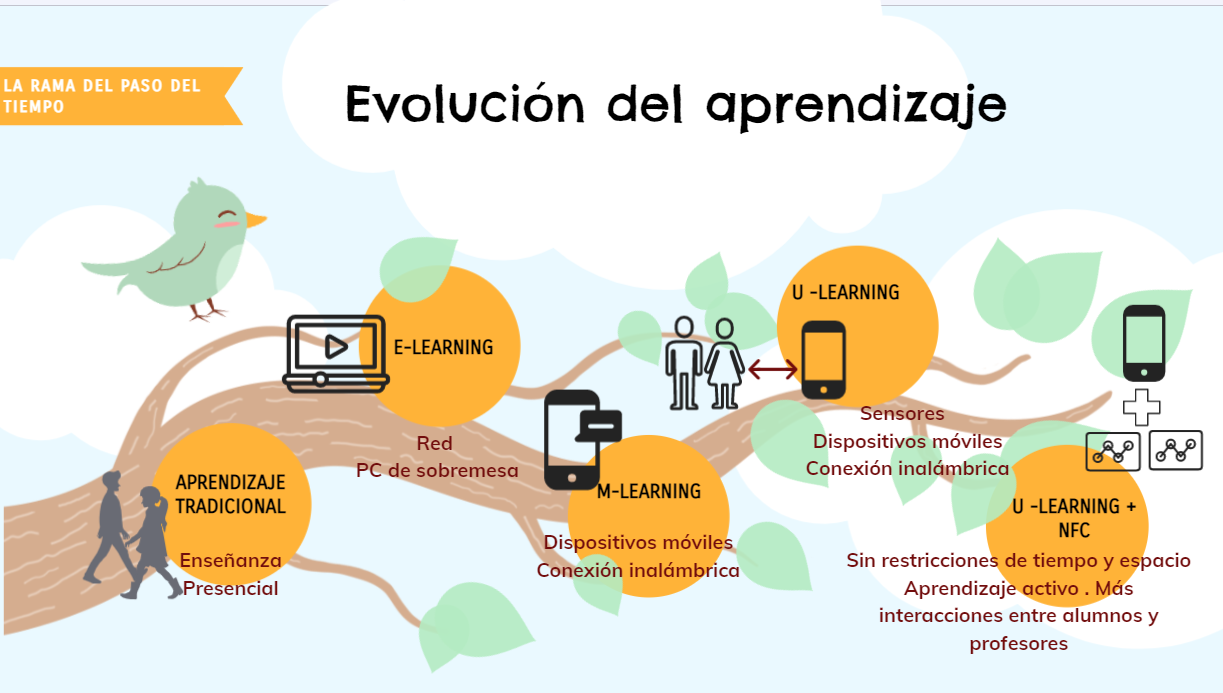 LA RAMA DEL PASO DEL
TIEMPO
Evolución del aprendizaje
APRENDIZAJE
TRADICIONAL
Enseñanza
Presencial
E-LEARNING
Red
PC de sobremesa
M-LEARNING
Dispositivos móviles
Conexión inalámbrica
U -LEARNING
Sensores
Dispositivos móviles
Conexión inalámbrica
U -LEARNING +
NFC
Sin restricciones de tiempo y espacio
Aprendizaje activo . Más
interacciones entre alumnos y
profesores